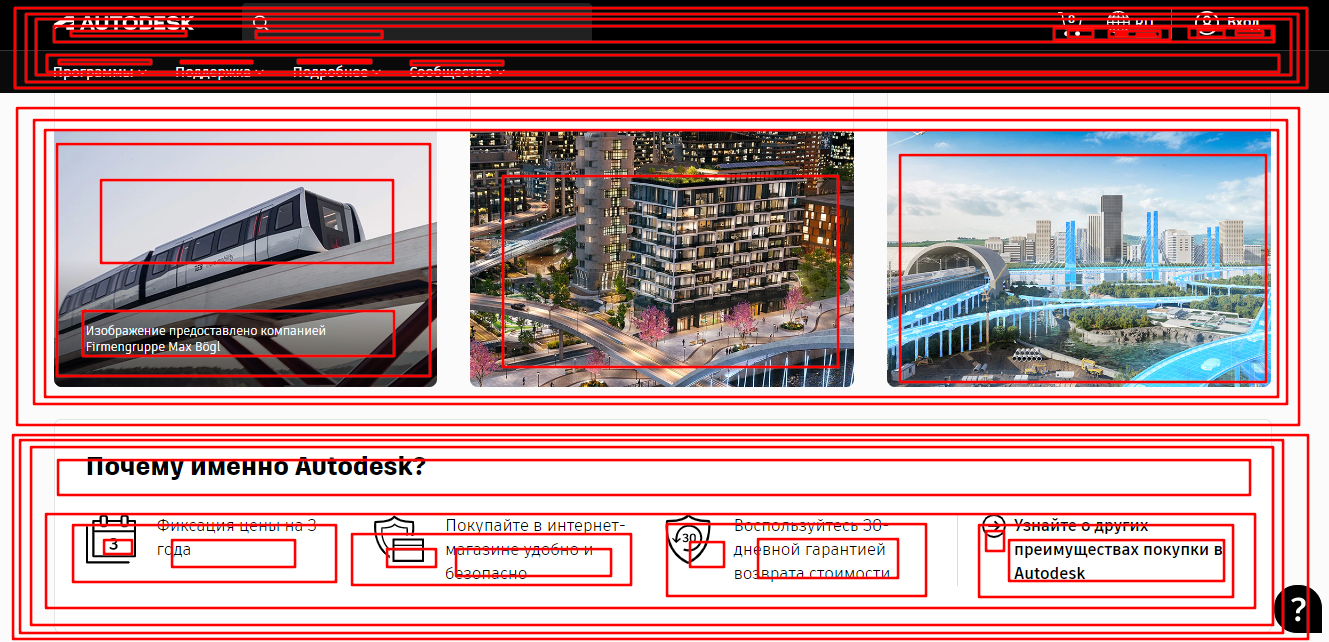 AUTODESK
0
RU
Вход
Программы
Поддержка
Подробнее
Сообщество
Изображение предоставлено компанией
Firmengruppe Max Bögl
Почему именно Autodesk?
3
Фиксация цены на 3
года
Покупайте в интернет-
магазине удобно и
безопасно
30
Воспользуйтесь 30-
дневной гарантией
возврата стоимости
Узнайте о других
преимуществах покупки в
Autodesk
?